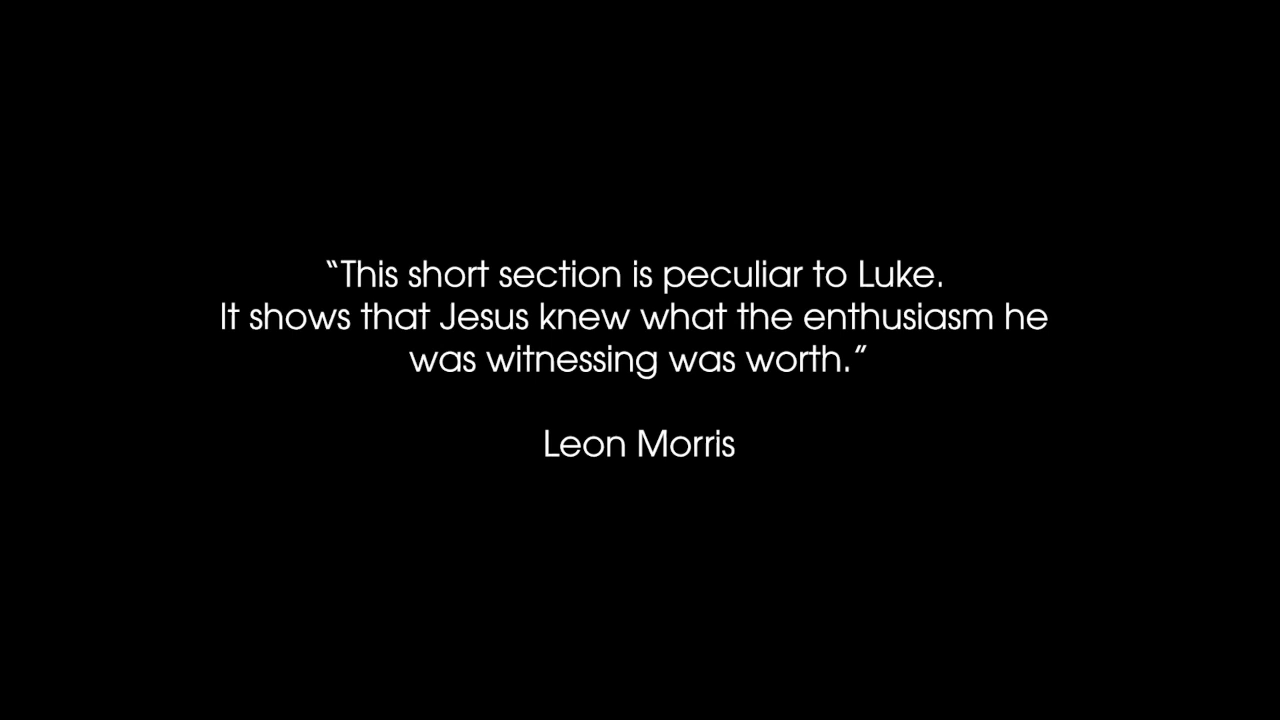 “This short section is peculiar to Luke.
It shows that Jesus knew what the enthusiasm he
was witnessing was worth.”
Leon Morris